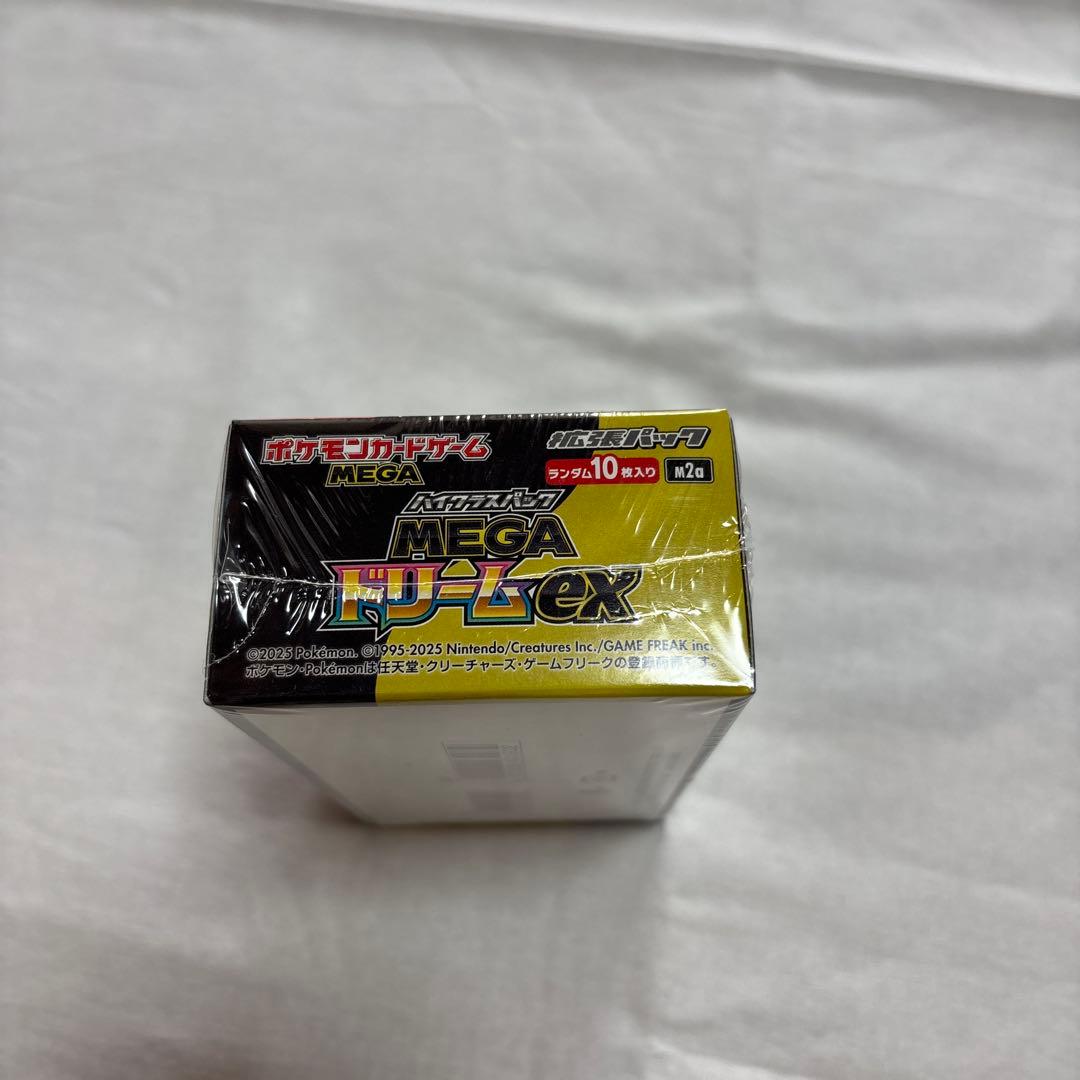 ポケモンカードゲーム
MEGA
拡張パック
ランダム10枚入り M2a
ハイクラスパック
MEGA
ドリームex
©2025 Pokémon. ©1995-2025 Nintendo/Creatures Inc./GAME FREAK inc.
ポケモン・Pokémonは任天堂・クリーチャーズ・ゲームフリークの登録商標です。